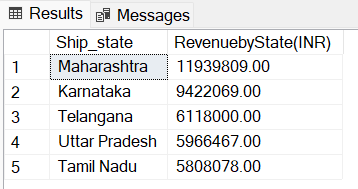 Results Messages
Ship_state RevenuebyState(INR)
1 Maharashtra 11939809.00
2 Karnataka 9422069.00
3 Telangana 6118000.00
4 Uttar Pradesh 5966467.00
5 Tamil Nadu 5808078.00